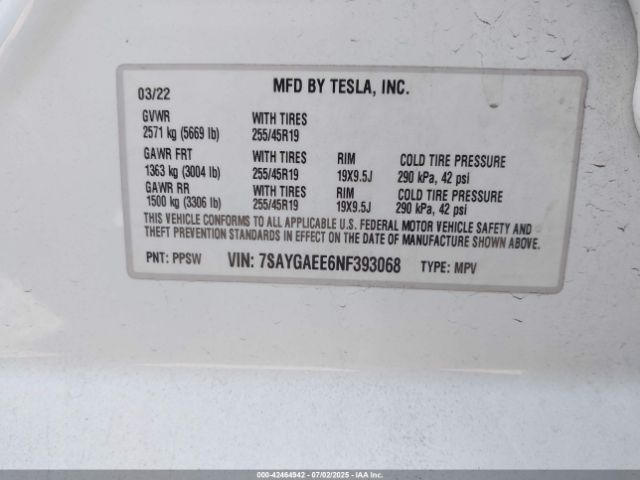 MFD BY TESLA, INC.
03/22
GVWR WITH TIRES
2571 kg (5669 lb) 255/45R19
GAWR FRT WITH TIRES RIM COLD TIRE PRESSURE
1363 kg (3004 lb) 255/45R19 19X9.5J 290 kPa, 42 psi
GAWR RR WITH TIRES RIM COLD TIRE PRESSURE
1500 kg (3306 lb) 255/45R19 19X9.5J 290 kPa, 42 psi
THIS VEHICLE CONFORMS TO ALL APPLICABLE U.S. FEDERAL MOTOR VEHICLE SAFETY AND
THEFT PREVENTION STANDARDS IN EFFECT ON THE DATE OF MANUFACTURE SHOWN ABOVE.
PNT: PPSW VIN: 7SAYGAEE6NF393068 TYPE: MPV
000-42464942 - 07/02/2025 - COPYRIGHT © IAA, LLC